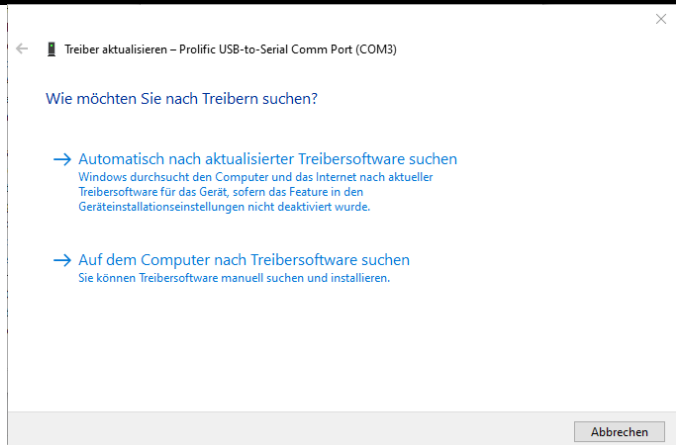 Treiber aktualisieren – Prolific USB-to-Serial Comm Port (COM3)
Wie möchten Sie nach Treibern suchen?
Automatisch nach aktualisierter Treibersoftware suchen
Windows durchsucht den Computer und das Internet nach aktueller
Treibersoftware für das Gerät, sofern das Feature in den
Geräteinstallationseinstellungen nicht deaktiviert wurde.
Auf dem Computer nach Treibersoftware suchen
Sie können Treibersoftware manuell suchen und installieren.
Abbrechen